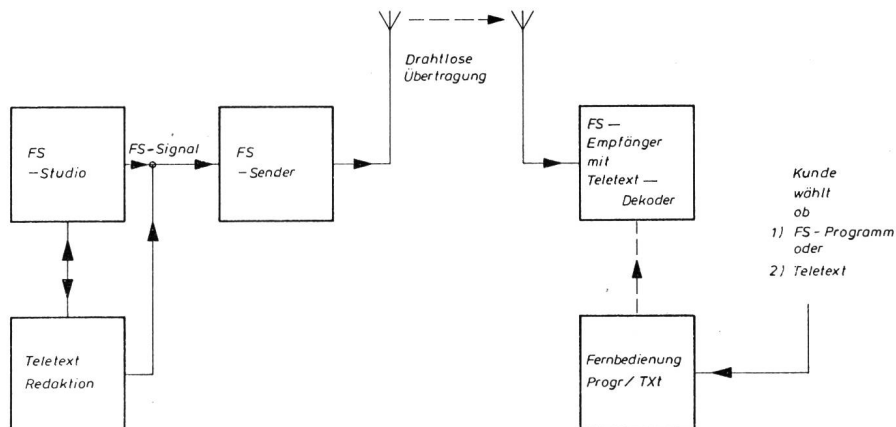 Drahtlose
Übertragung
FS
-Studio
FS-Signal
FS
-Sender
FS —
Empfänger
mit
Teletext —
Dekoder
Kunde
wählt
ob
1) FS - Programm
oder
2) Teletext
Teletext
Redaktion
Fernbedienung
Progr/ TXt